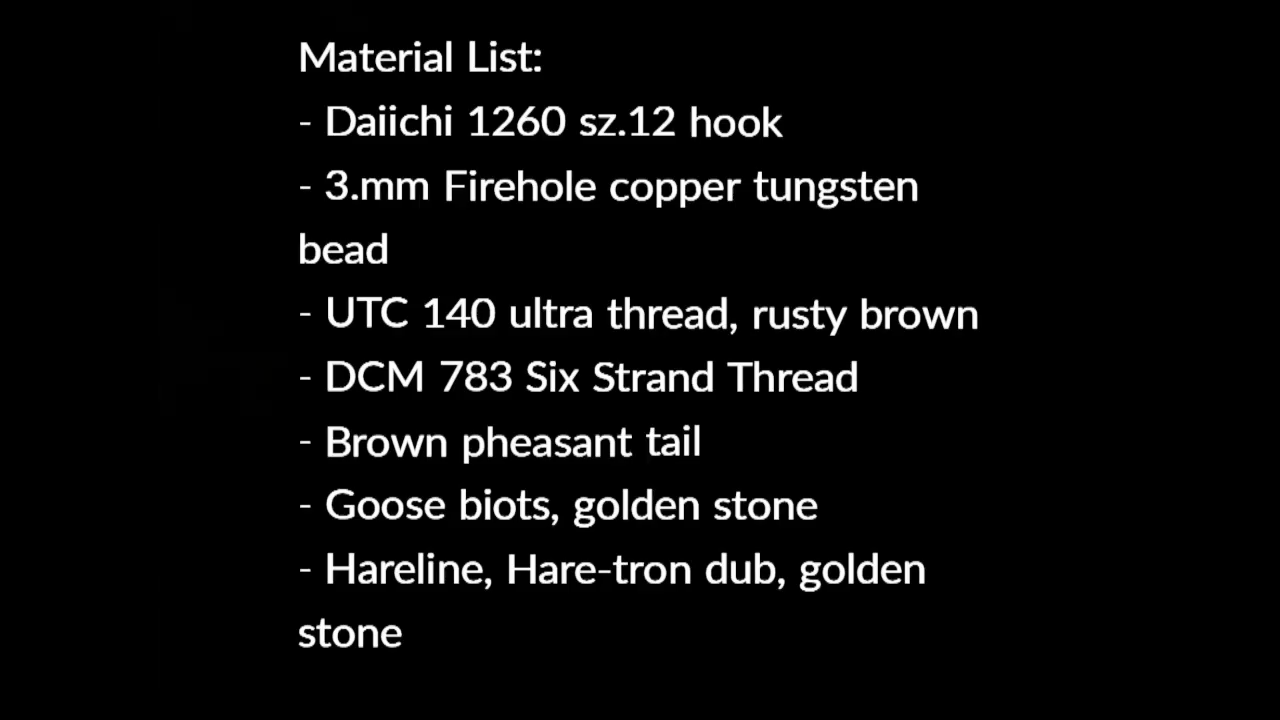 Material List:
- Daiichi 1260 sz.12 hook
- 3.mm Firehole copper tungsten
bead
- UTC 140 ultra thread, rusty brown
- DCM 783 Six Strand Thread
- Brown pheasant tail
- Goose biots, golden stone
- Hareline, Hare-tron dub, golden
stone